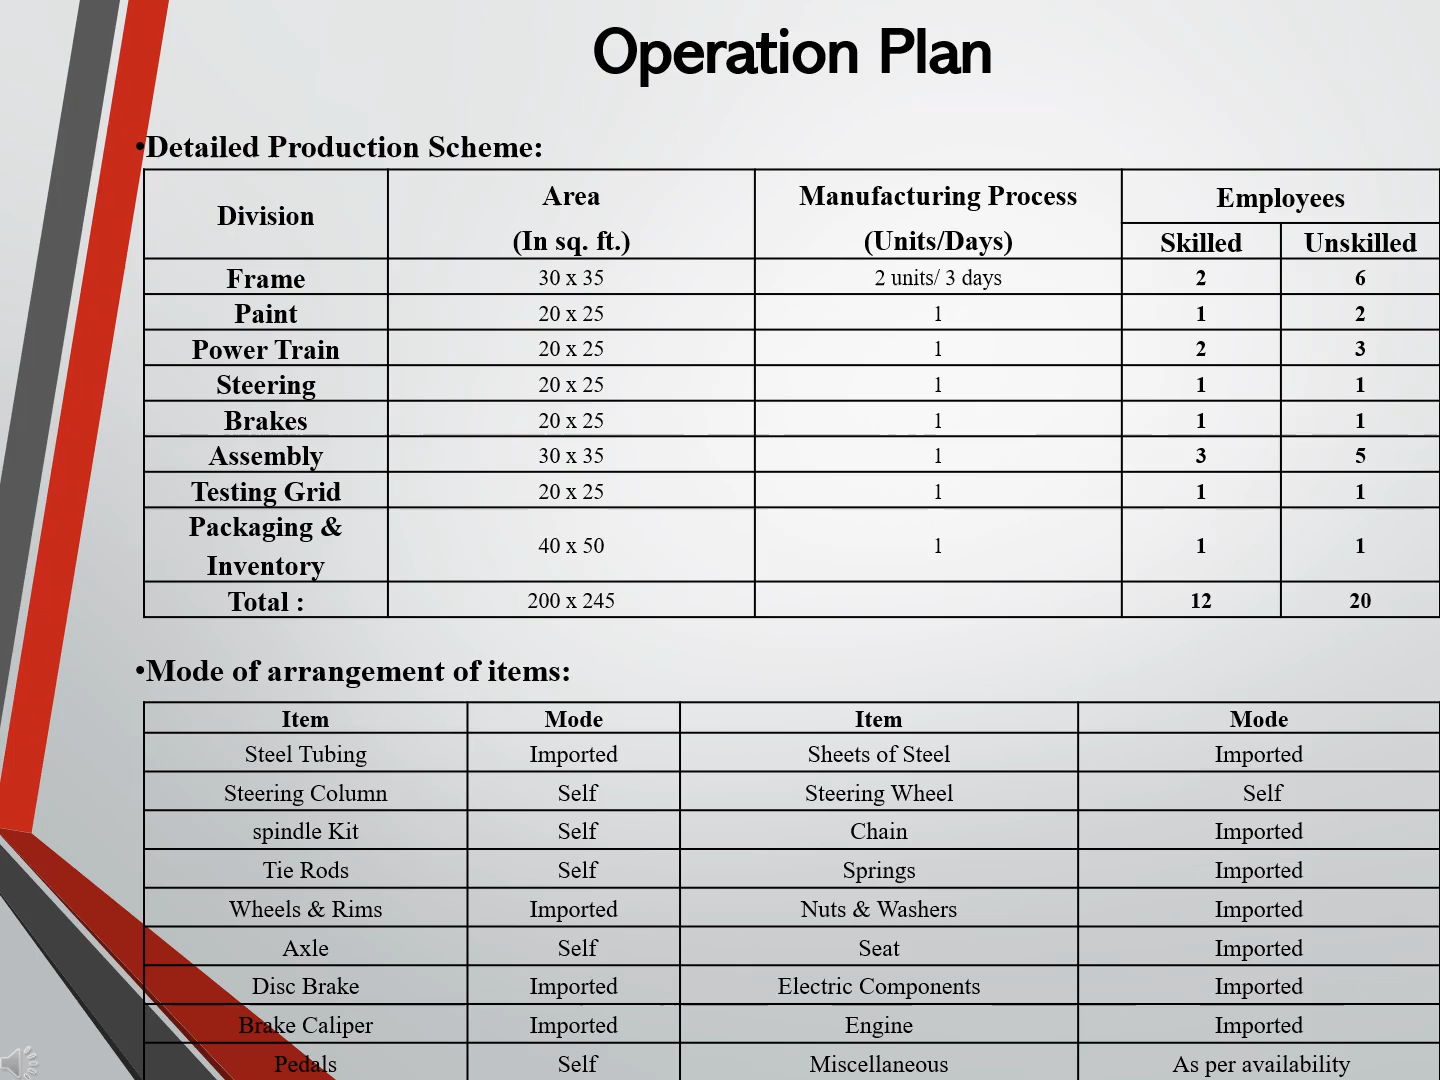 Operation Plan
•Detailed Production Scheme:
Division Area (In sq. ft.) Manufacturing Process (Units/Days) Employees
Skilled Unskilled
Frame 30 x 35 2 units/ 3 days 2 6
Paint 20 x 25 1 1 2
Power Train 20 x 25 1 2 3
Steering 20 x 25 1 1 1
Brakes 20 x 25 1 1 1
Assembly 30 x 35 1 3 5
Testing Grid 20 x 25 1 1 1
Packaging & Inventory 40 x 50 1 1 1
Total : 200 x 245 12 20
•Mode of arrangement of items:
Item Mode Item Mode
Steel Tubing Imported Sheets of Steel Imported
Steering Column Self Steering Wheel Self
spindle Kit Self Chain Imported
Tie Rods Self Springs Imported
Wheels & Rims Imported Nuts & Washers Imported
Axle Self Seat Imported
Disc Brake Imported Electric Components Imported
Brake Caliper Imported Engine Imported
Pedals Self Miscellaneous As per availability